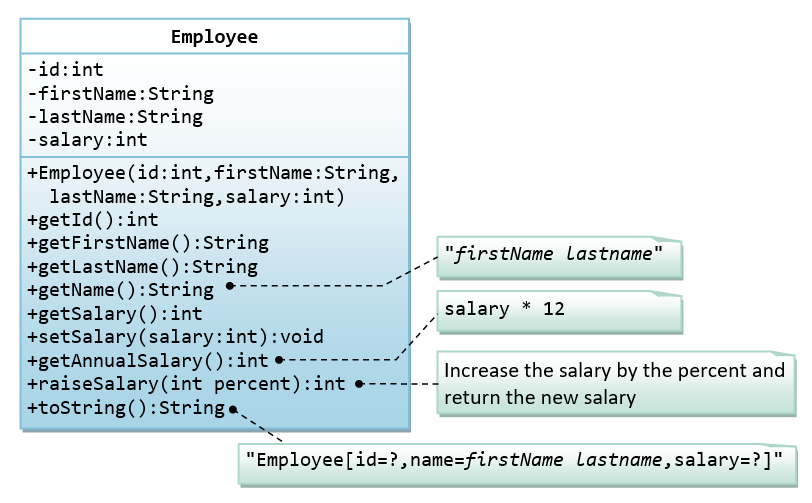 Employee
-id:int
-firstName:String
-lastName:String
-salary:int
+Employee(id:int,firstName:String,
lastName:String,salary:int)
+getId():int
+getFirstName():String
+getLastName():String
+getName():String
+getSalary():int
+setSalary(salary:int):void
+getAnnualSalary():int
+raiseSalary(int percent):int
+toString():String
"firstName lastname"
salary * 12
Increase the salary by the percent and
return the new salary
"Employee[id=?,name=firstName lastname,salary=?]"